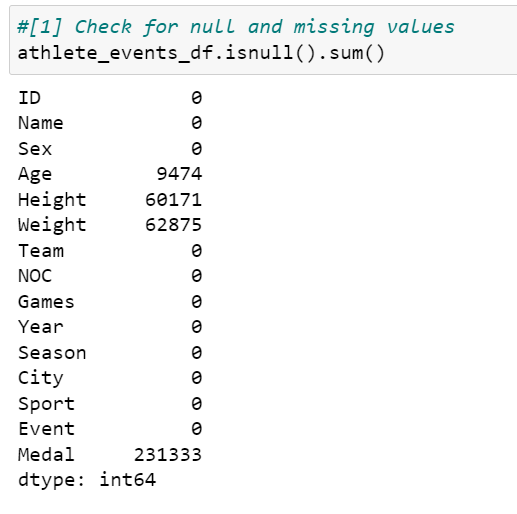 #[1] Check for null and missing values
athlete_events_df.isnull().sum()
ID 0
Name 0
Sex 0
Age 9474
Height 60171
Weight 62875
Team 0
NOC 0
Games 0
Year 0
Season 0
City 0
Sport 0
Event 0
Medal 231333
dtype: int64